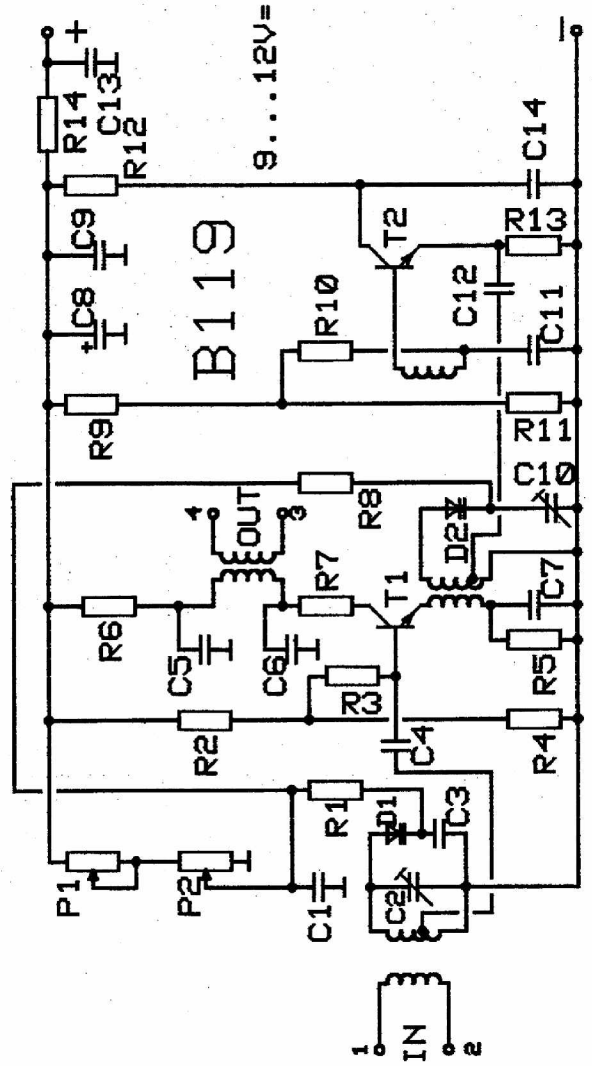 1
IN
2
P1
P2
C1
C2
D1
C3
R1
R2
R3
C4
R4
R6
C5
C6
OUT
4
3
R7
T1
R5
C7
R8
D2
C10
R9
R10
R11
C11
C12
T2
R13
C14
C8
+
C9
R12
R14
C13
+
−
B119
9...12V=